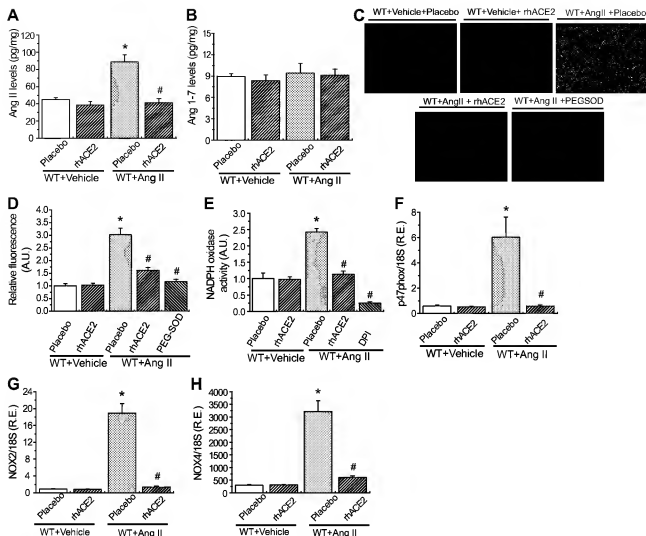 A
Ang II levels (pg/mg)
120
100
80
60
40
20
0
*
#
Placebo
rhACE2
Placebo
rhACE2
WT+Vehicle
WT+Ang II
B
Ang 1-7 levels (pg/mg)
15
12
9
6
3
0
Placebo
rhACE2
Placebo
rhACE2
WT+Vehicle
WT+Ang II
C
WT+Vehicle+Placebo
WT+Vehicle+ rhACE2
WT+AngII +Placebo
WT+AngII + rhACE2
WT+Ang II +PEGSOD
D
Relative fluorescence
(A.U.)
4.0
3.5
3.0
2.5
2.0
1.5
1.0
0.5
0.0
*
#
#
Placebo
rhACE2
Placebo
rhACE2
PEG-SOD
WT+Vehicle
WT+Ang II
E
NADPH oxidase
activity (A.U.)
3.0
2.5
2.0
1.5
1.0
0.5
0.0
*
#
#
Placebo
rhACE2
Placebo
rhACE2
DPI
WT+Vehicle
WT+Ang II
F
p47phox/18S (R.E.)
8
6
4
2
0
*
#
Placebo
rhACE2
Placebo
rhACE2
WT+Vehicle
WT+Ang II
G
NOX2/18S (R.E.)
24
20
16
12
8
4
0
*
#
Placebo
rhACE2
Placebo
rhACE2
WT+Vehicle
WT+Ang II
H
NOX4/18S (R.E.)
4000
3500
3000
2500
2000
1500
1000
500
0
*
#
Placebo
rhACE2
Placebo
rhACE2
WT+Vehicle
WT+Ang II